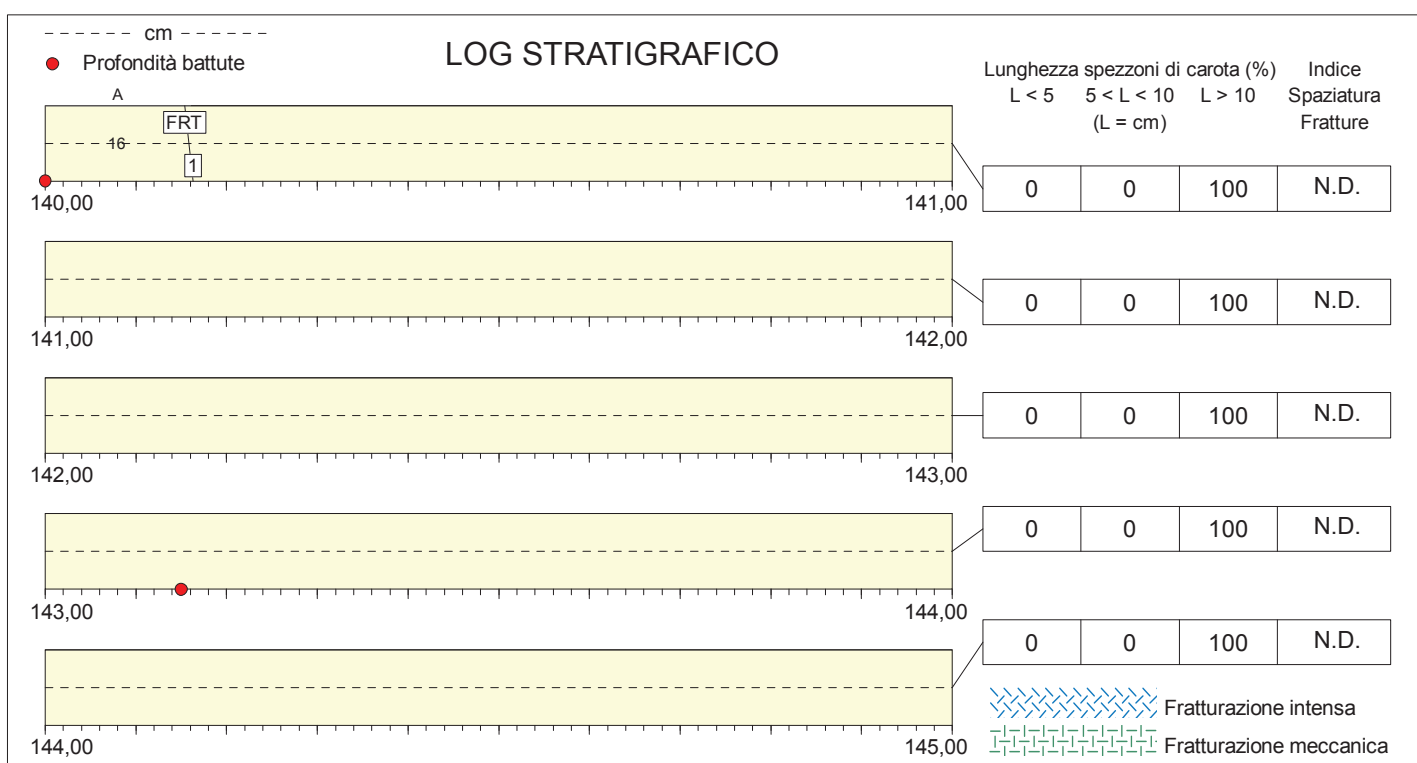 cm
Profondità battute
LOG STRATIGRAFICO
Lunghezza spezzoni di carota (%)
L < 5
5 < L < 10
L > 10
(L = cm)
Indice
Spaziatura
Fratture
A
FRT
16
1
140,00
141,00
0
0
100
N.D.
141,00
142,00
0
0
100
N.D.
142,00
143,00
0
0
100
N.D.
143,00
144,00
0
0
100
N.D.
144,00
145,00
0
0
100
N.D.
Fratturazione intensa
Fratturazione meccanica